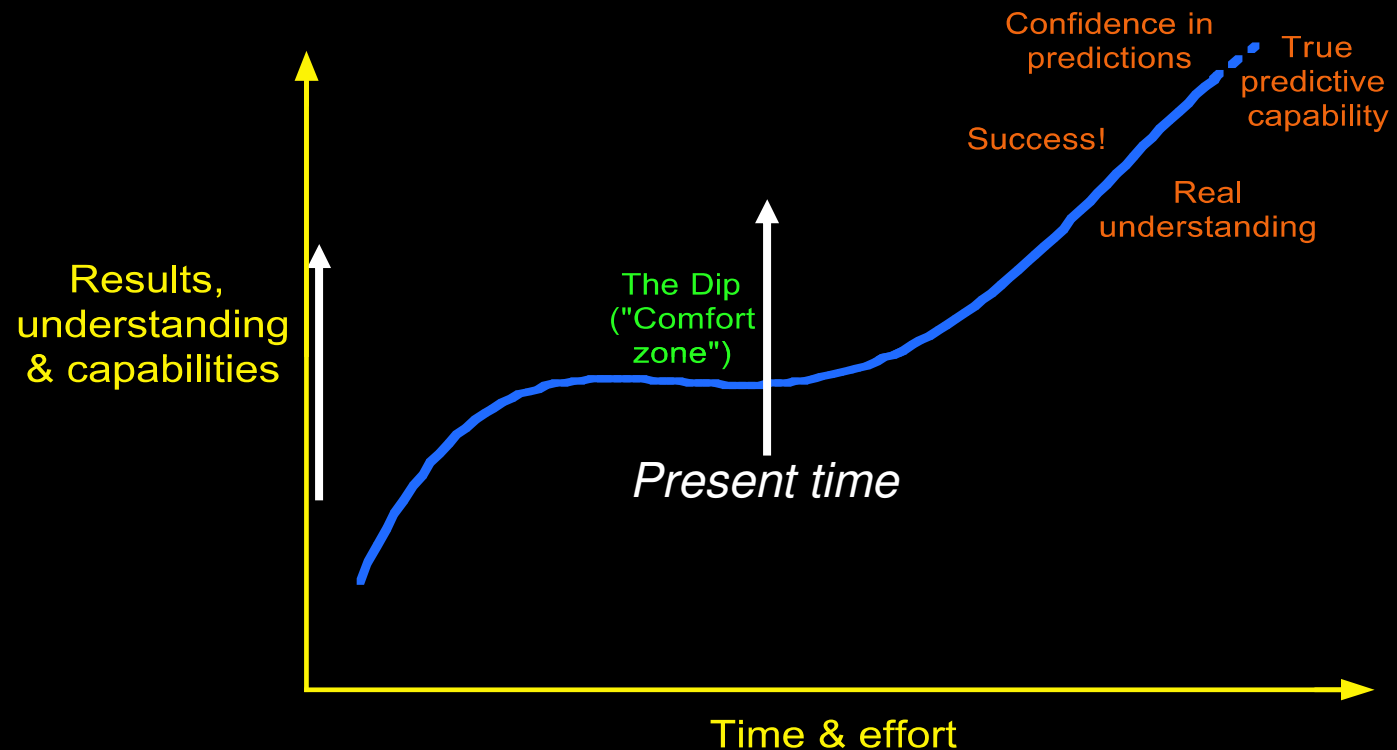 Confidence in
predictions
True
predictive
capability
Success!
Real
understanding
Results,
understanding
& capabilities
The Dip
("Comfort
zone")
Present time
Time & effort